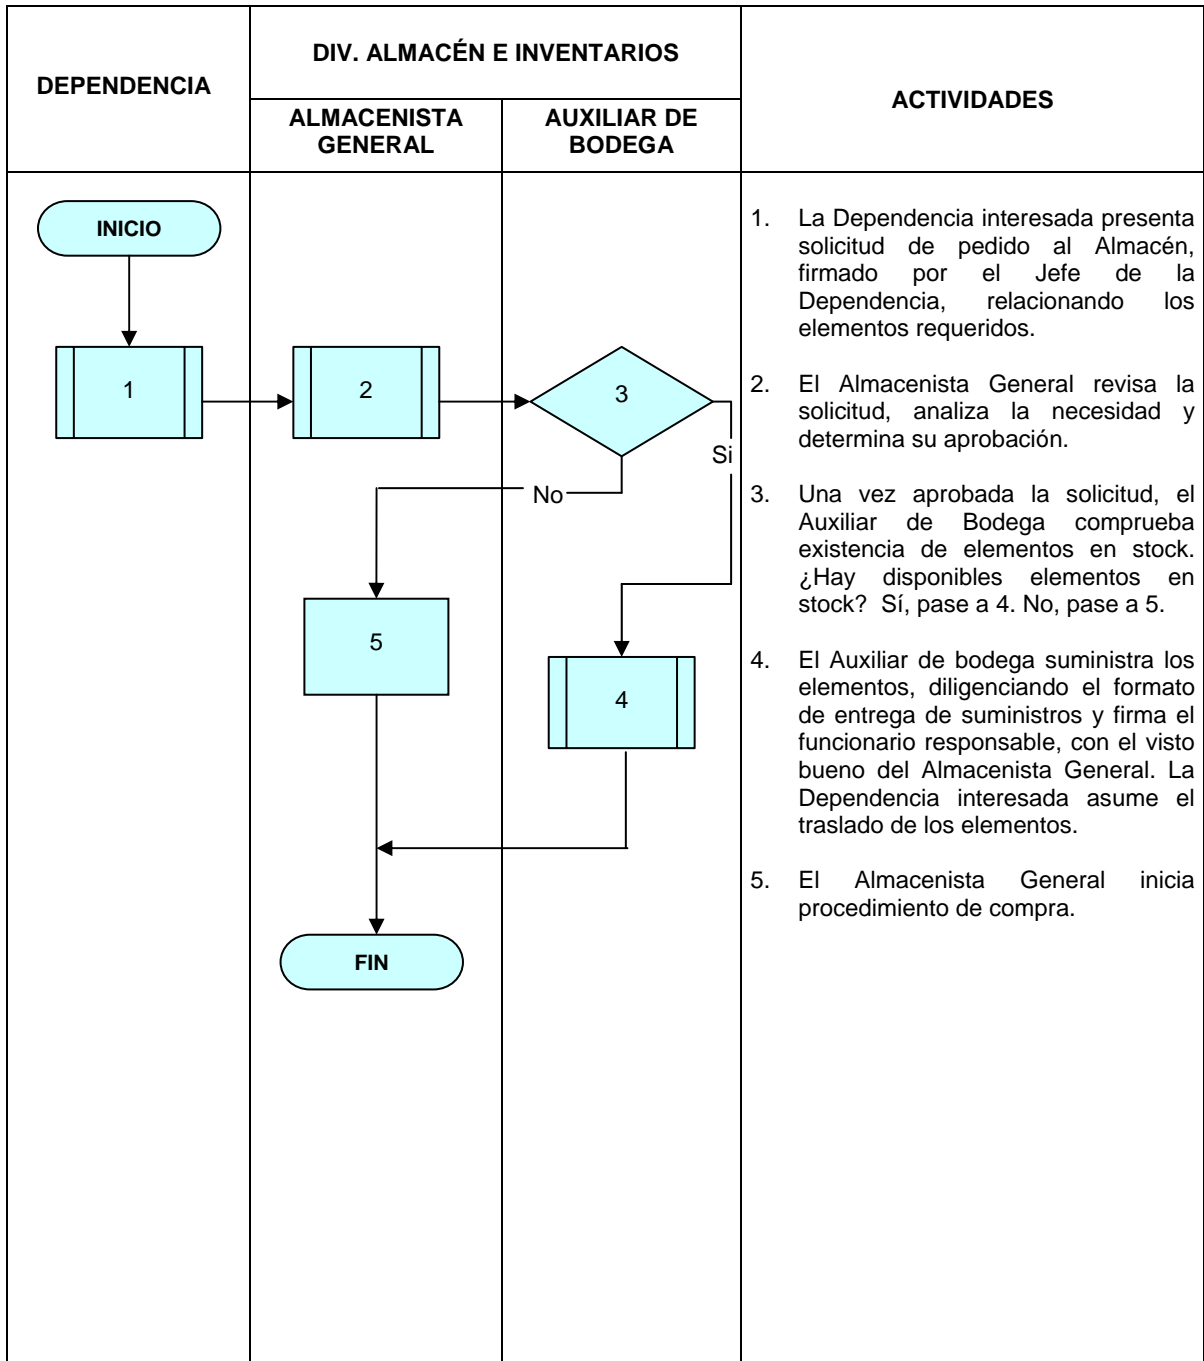 DEPENDENCIA
DIV. ALMACÉN E INVENTARIOS
ALMACENISTA
GENERAL
AUXILIAR DE
BODEGA
ACTIVIDADES
INICIO
1
2
3
Si
No
5
4
FIN
1. La Dependencia interesada presenta
solicitud de pedido al Almacén,
firmado por el Jefe de la
Dependencia, relacionando los
elementos requeridos.
2. El Almacenista General revisa la
solicitud, analiza la necesidad y
determina su aprobación.
3. Una vez aprobada la solicitud, el
Auxiliar de Bodega comprueba
existencia de elementos en stock.
¿Hay disponibles elementos en
stock? Sí, pase a 4. No, pase a 5.
4. El Auxiliar de bodega suministra los
elementos, diligenciando el formato
de entrega de suministros y firma el
funcionario responsable, con el visto
bueno del Almacenista General. La
Dependencia interesada asume el
traslado de los elementos.
5. El Almacenista General inicia
procedimiento de compra.